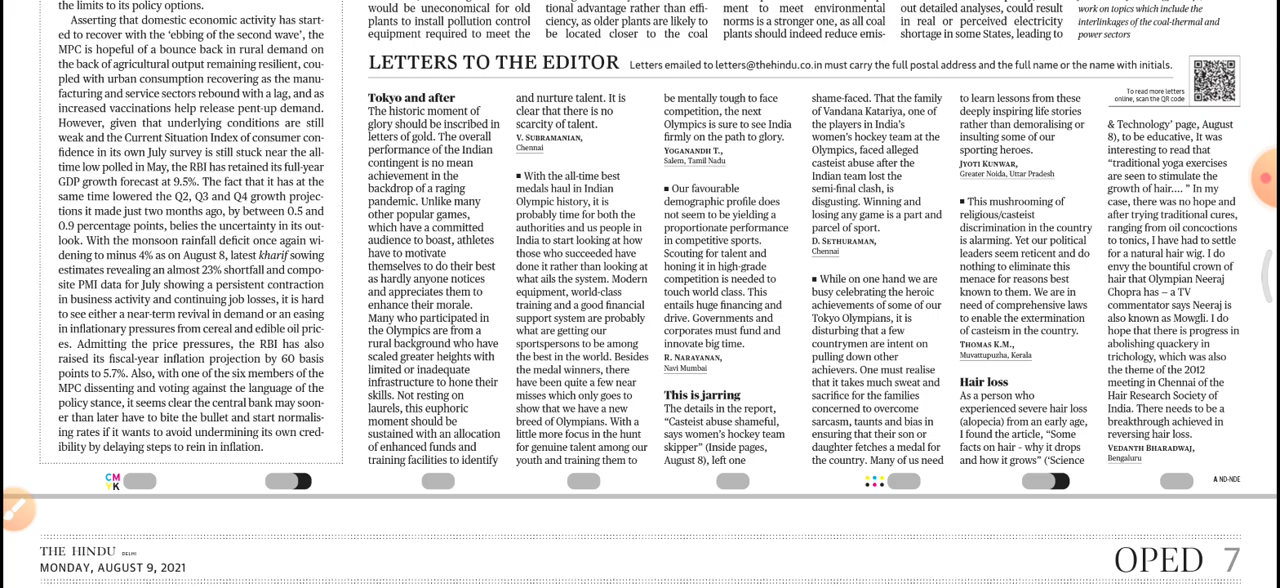 the limits to its policy options.
Asserting that domestic economic activity has start-
ed to recover with the ‘ebbing of the second wave’, the
MPC is hopeful of a bounce back in rural demand on
the back of agricultural output remaining resilient, cou-
pled with urban consumption recovering as the manu-
facturing and service sectors rebound with a lag, and as
increased vaccinations help release pent-up demand.
However, given that underlying conditions are still
weak and the Current Situation Index of consumer con-
fidence in its own July survey is still stuck near the all-
time low polled in May, the RBI has retained its full-year
GDP growth forecast at 9.5%. The fact that it has at the
same time lowered the Q2, Q3 and Q4 growth projec-
tions it made just two months ago, by between 0.5 and
0.9 percentage points, belies the uncertainty in its out-
look. With the monsoon rainfall deficit once again wi-
dening to minus 4% as on August 8, latest kharif sowing
estimates revealing an almost 23% shortfall and compo-
site PMI data for July showing a persistent contraction
in business activity and continuing job losses, it is hard
to see either a near-term revival in demand or an easing
in inflationary pressures from cereal and edible oil pric-
es. Admitting the price pressures, the RBI has also
raised its fiscal-year inflation projection by 60 basis
points to 5.7%. Also, with one of the six members of the
MPC dissenting and voting against the language of the
policy stance, it seems clear the central bank may soon-
er than later have to bite the bullet and start normalis-
ing rates if it wants to avoid undermining its own cred-
ibility by delaying steps to rein in inflation.
would be uneconomical for old
plants to install pollution control
equipment required to meet the
tional advantage rather than effi-
ciency, as older plants are likely to
be located closer to the coal
ment to meet environmental
norms is a stronger one, as all coal
plants should indeed reduce emis-
out detailed analyses, could result
in real or perceived electricity
shortage in some States, leading to
work on topics which include the
interlinkages of the coal-thermal and
power sectors
LETTERS TO THE EDITOR Letters emailed to letters@thehindu.co.in must carry the full postal address and the full name or the name with initials.
To read more letters
online, scan the QR code
Tokyo and after
The historic moment of
glory should be inscribed in
letters of gold. The overall
performance of the Indian
contingent is no mean
achievement in the
backdrop of a raging
pandemic. Unlike many
other popular games,
which have a committed
audience to boast, athletes
have to motivate
themselves to do their best
as hardly anyone notices
and appreciates them to
enhance their morale.
Many who participated in
the Olympics are from a
rural background who have
scaled greater heights with
limited or inadequate
infrastructure to hone their
skills. Not resting on
laurels, this euphoric
moment should be
sustained with an allocation
of enhanced funds and
training facilities to identify
and nurture talent. It is
clear that there is no
scarcity of talent.
V. SUBRAMANIAN,
Chennai
■ With the all-time best
medals haul in Indian
Olympic history, it is
probably time for both the
authorities and us people in
India to start looking at how
those who succeeded have
done it rather than looking at
what ails the system. Modern
equipment, world-class
training and a good financial
support system are probably
what are getting our
sportspersons to be among
the best in the world. Besides
the medal winners, there
have been quite a few near
misses which only goes to
show that we have a new
breed of Olympians. With a
little more focus in the hunt
for genuine talent among our
youth and training them to
be mentally tough to face
competition, the next
Olympics is sure to see India
firmly on the path to glory.
YOGANANDH T.,
Salem, Tamil Nadu
■ Our favourable
demographic profile does
not seem to be yielding a
proportionate performance
in competitive sports.
Scouting for talent and
honing it in high-grade
competition is needed to
touch world class. This
entails huge financial and
drive. Governments and
corporates must fund and
innovate big time.
R. NARAYANAN,
Navi Mumbai
This is jarring
The details in the report,
“Casteist abuse shameful,
says women’s hockey team
skipper” (Inside pages,
August 8), left one
shame-faced. That the family
of Vandana Katariya, one of
the players in India’s
women’s hockey team at the
Olympics, faced alleged
casteist abuse after the
Indian team lost the
semi-final clash, is
disgusting. Winning and
losing any game is a part and
parcel of sport.
D. SETHURAMAN,
Chennai
■ While on one hand we are
busy celebrating the heroic
achievements of some of our
Tokyo Olympians, it is
disturbing that a few
countrymen are intent on
pulling down other
achievers. One must realise
that it takes much sweat and
sacrifice for the families
concerned to overcome
sarcasm, taunts and bias in
ensuring that their son or
daughter fetches a medal for
the country. Many of us need
to learn lessons from these
deeply inspiring life stories
rather than demoralising or
insulting some of our
sporting heroes.
JYOTI KUNWAR,
Greater Noida, Uttar Pradesh
■ This mushrooming of
religious/casteist
discrimination in the country
is alarming. Yet our political
leaders seem reticent and do
nothing to eliminate this
menace for reasons best
known to them. We are in
need of comprehensive laws
to enable the extermination
of casteism in the country.
THOMAS K.M.,
Muvattupuzha, Kerala
Hair loss
As a person who
experienced severe hair loss
(alopecia) from an early age,
I found the article, “Some
facts on hair - why it drops
and how it grows” (‘Science
& Technology’ page, August
8), to be educative, It was
interesting to read that
“traditional yoga exercises
are seen to stimulate the
growth of hair.... ” In my
case, there was no hope and
after trying traditional cures,
ranging from oil concoctions
to tonics, I have had to settle
for a natural hair wig. I do
envy the bountiful crown of
hair that Olympian Neeraj
Chopra has – a TV
commentator says Neeraj is
also known as Mowgli. I do
hope that there is progress in
abolishing quackery in
trichology, which was also
the theme of the 2012
meeting in Chennai of the
Hair Research Society of
India. There needs to be a
breakthrough achieved in
reversing hair loss.
VEDANTH BHARADWAJ,
Bengaluru
CM
YK
A ND-NDE
THE HINDU DELHI
MONDAY, AUGUST 9, 2021
OPED 7